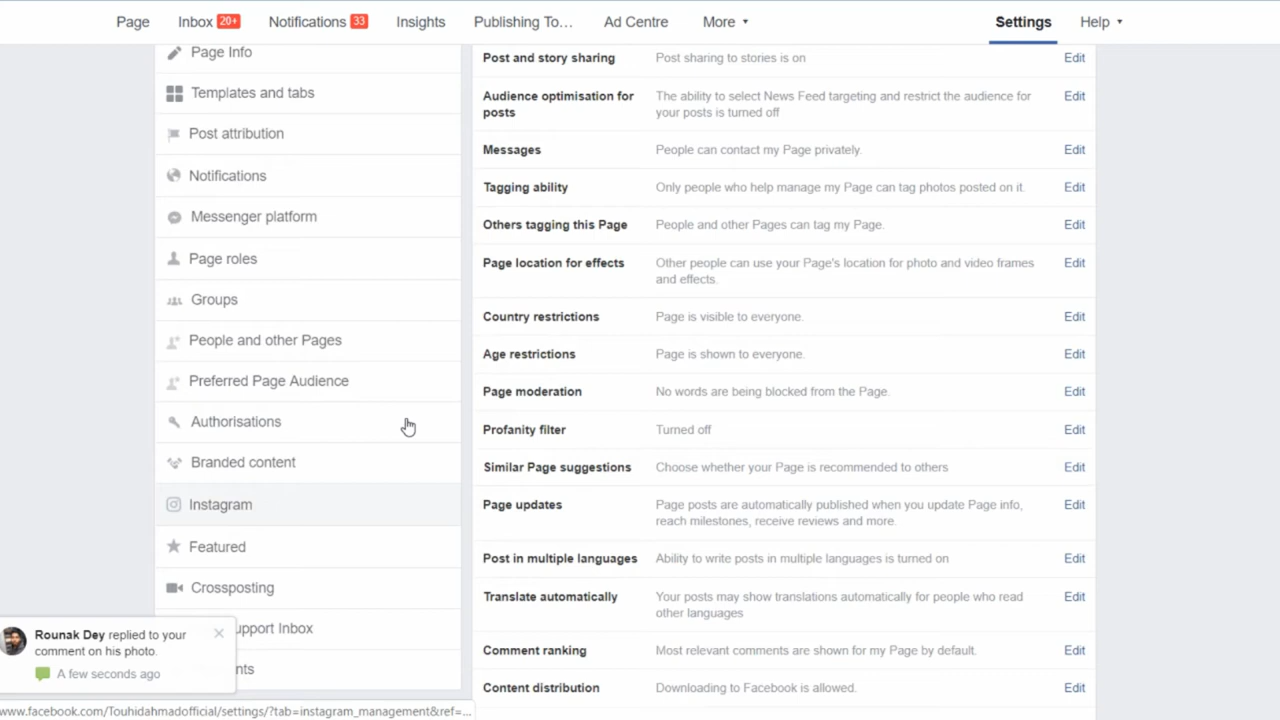 Page Inbox 20+ Notifications 33 Insights Publishing To... Ad Centre More Settings Help
Page Info
Templates and tabs
Post attribution
Notifications
Messenger platform
Page roles
Groups
People and other Pages
Preferred Page Audience
Authorisations
Branded content
Instagram
Featured
Crossposting
upport Inbox
nts
Post and story sharing Post sharing to stories is on Edit
Audience optimisation for The ability to select News Feed targeting and restrict the audience for Edit
posts your posts is turned off
Messages People can contact my Page privately. Edit
Tagging ability Only people who help manage my Page can tag photos posted on it. Edit
Others tagging this Page People and other Pages can tag my Page. Edit
Page location for effects Other people can use your Page's location for photo and video frames Edit
and effects.
Country restrictions Page is visible to everyone. Edit
Age restrictions Page is shown to everyone. Edit
Page moderation No words are being blocked from the Page. Edit
Profanity filter Turned off Edit
Similar Page suggestions Choose whether your Page is recommended to others Edit
Page updates Page posts are automatically published when you update Page info, Edit
reach milestones, receive reviews and more.
Post in multiple languages Ability to write posts in multiple languages is turned on Edit
Translate automatically Your posts may show translations automatically for people who read Edit
other languages
Comment ranking Most relevant comments are shown for my Page by default. Edit
Content distribution Downloading to Facebook is allowed. Edit
Rounak Dey replied to your
comment on his photo.
A few seconds ago
www.facebook.com/Touhidahmadofficial/settings/?tab=instagram_management&ref=...